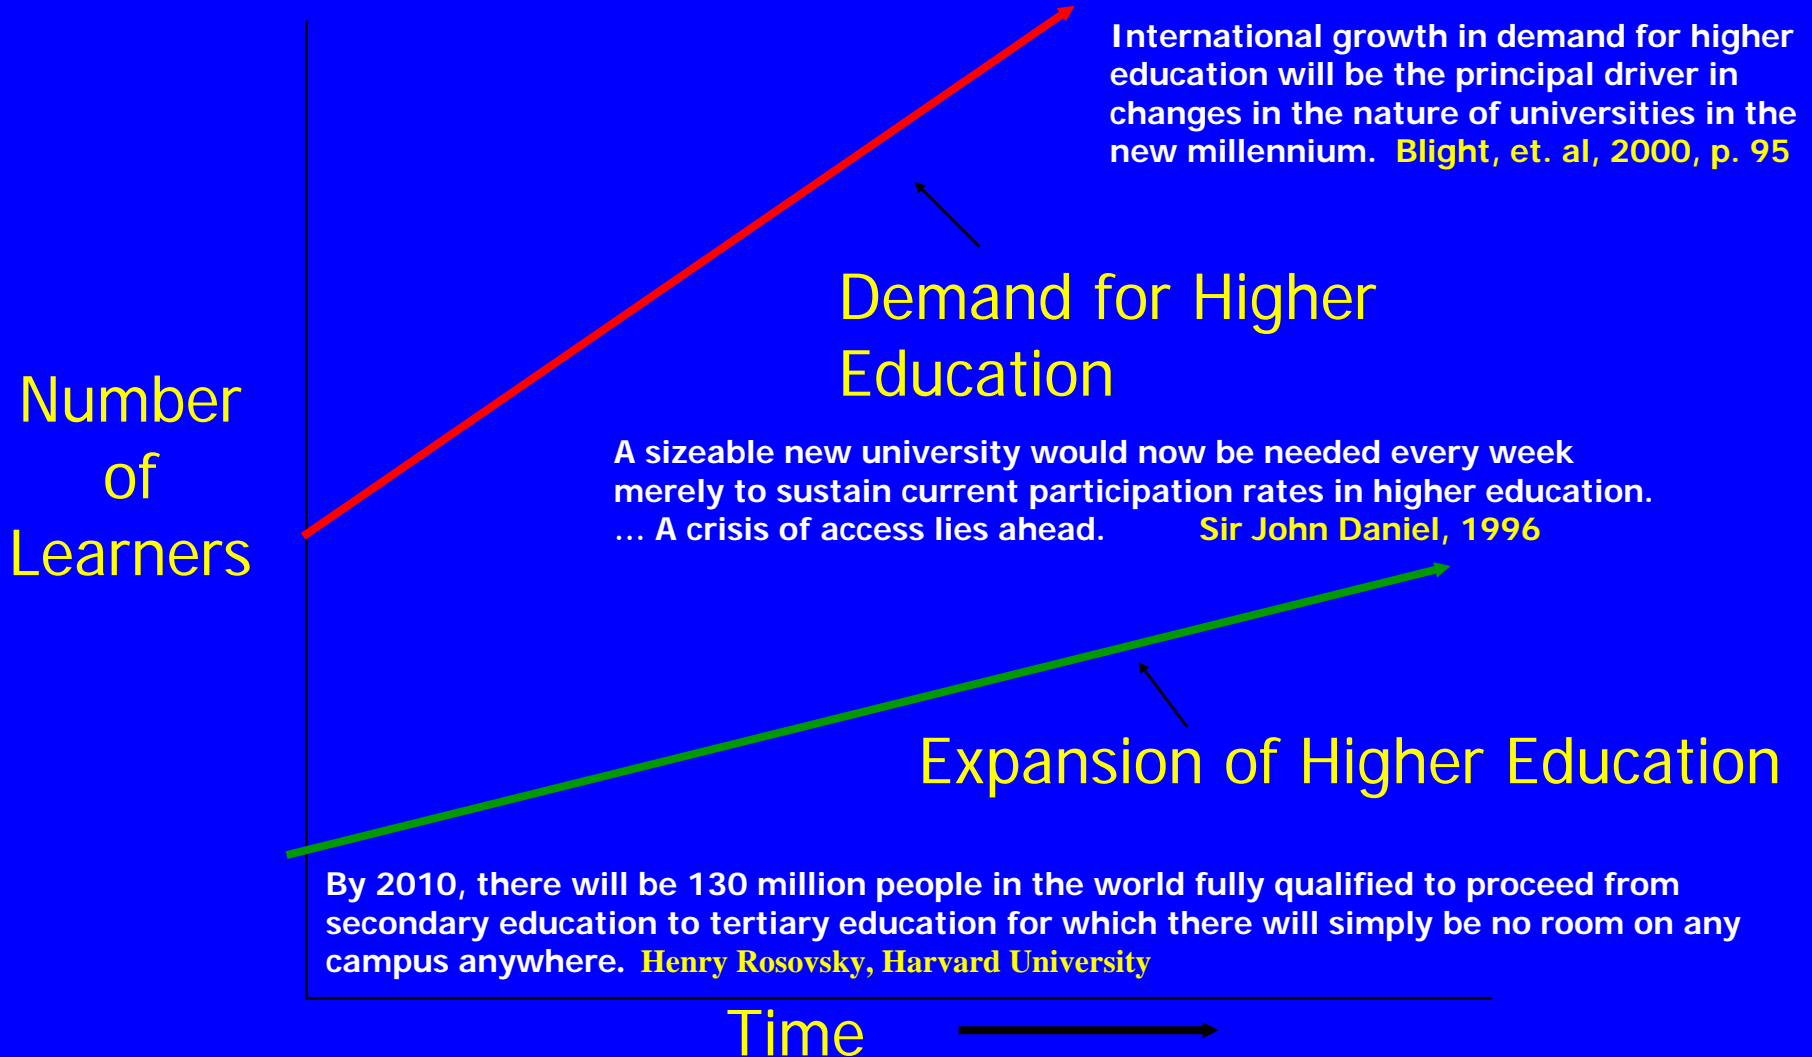 International growth in demand for higher
education will be the principal driver in
changes in the nature of universities in the
new millennium. Blight, et. al, 2000, p. 95
Demand for Higher
Education
Number
of
Learners
A sizeable new university would now be needed every week
merely to sustain current participation rates in higher education.
... A crisis of access lies ahead. Sir John Daniel, 1996
Expansion of Higher Education
By 2010, there will be 130 million people in the world fully qualified to proceed from
secondary education to tertiary education for which there will simply be no room on any
campus anywhere. Henry Rosovsky, Harvard University
Time